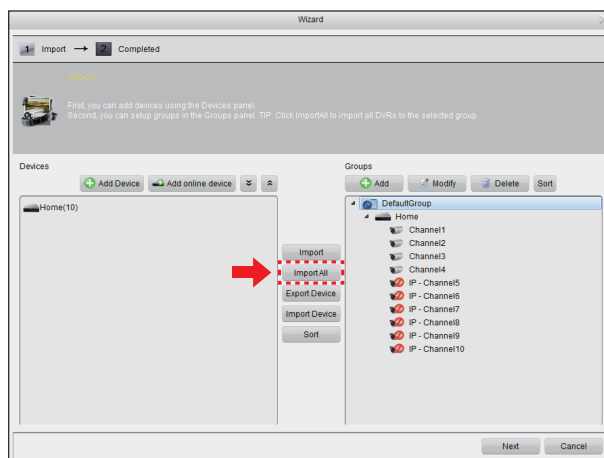 Wizard
1 Import → 2 Completed
Import
First, you can add devices using the Devices panel.
Second, you can setup groups in the Groups panel. TIP: Click ImportAll to import all DVRs to the selected group.
Devices
Add Device
Add online device
Home(10)
Import
ImportAll
Export Device
Import Device
Sort
Groups
Add
Modify
Delete
Sort
DefaultGroup
Home
Channel1
Channel2
Channel3
Channel4
IP - Channel5
IP - Channel6
IP - Channel7
IP - Channel8
IP - Channel9
IP - Channel10
Next
Cancel